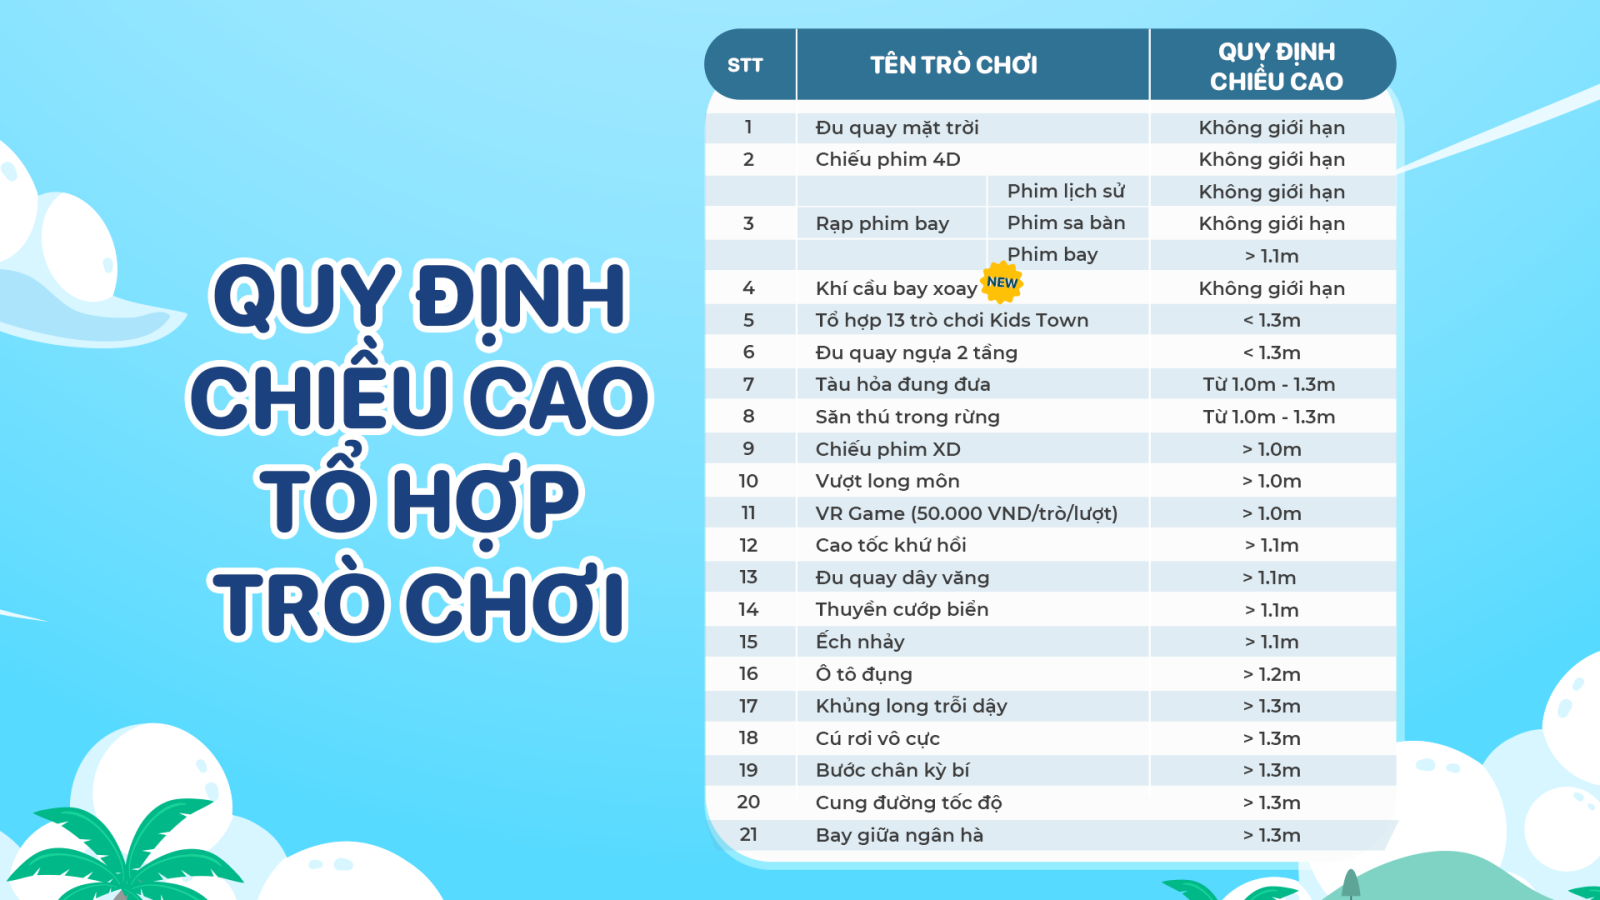 QUY ĐỊNH
CHIỀU CAO
TỔ HỢP
TRÒ CHƠI
STT TÊN TRÒ CHƠI QUY ĐỊNH CHIỀU CAO
1 Đu quay mặt trời Không giới hạn
2 Chiếu phim 4D Không giới hạn
Phim lịch sử Không giới hạn
3 Rạp phim bay Phim sa bàn Không giới hạn
Phim bay > 1.1m
4 Khí cầu bay xoay NEW Không giới hạn
5 Tổ hợp 13 trò chơi Kids Town < 1.3m
6 Đu quay ngựa 2 tầng < 1.3m
7 Tàu hỏa đung đưa Từ 1.0m - 1.3m
8 Săn thú trong rừng Từ 1.0m - 1.3m
9 Chiếu phim XD > 1.0m
10 Vượt long môn > 1.0m
11 VR Game (50.000 VND/trò/lượt) > 1.0m
12 Cao tốc khứ hồi > 1.1m
13 Đu quay dây văng > 1.1m
14 Thuyền cướp biển > 1.1m
15 Ếch nhảy > 1.1m
16 Ô tô đụng > 1.2m
17 Khủng long trỗi dậy > 1.3m
18 Cú rơi vô cực > 1.3m
19 Bước chân kỳ bí > 1.3m
20 Cung đường tốc độ > 1.3m
21 Bay giữa ngân hà > 1.3m